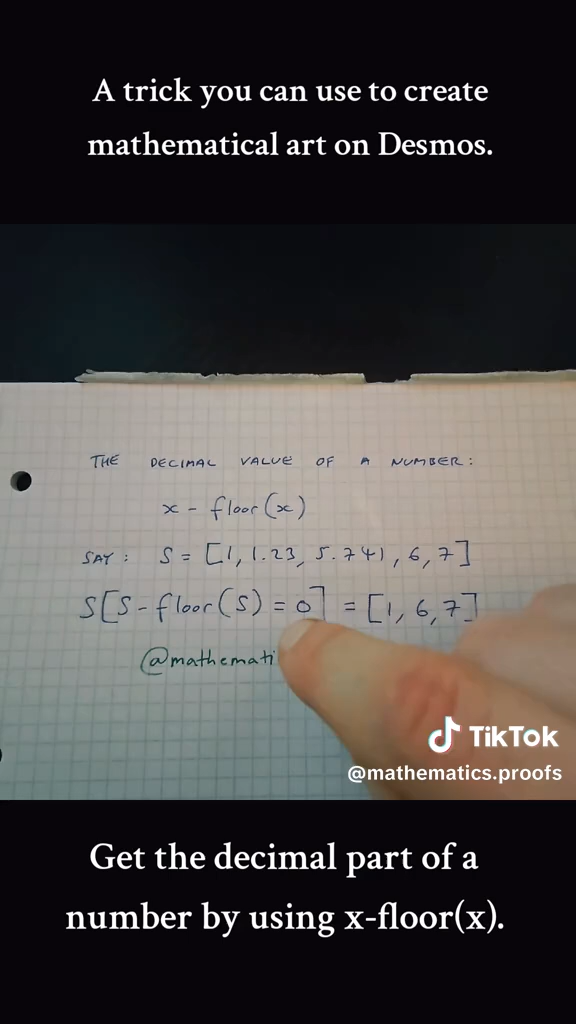 A trick you can use to create
mathematical art on Desmos.
THE DECIMAL VALUE OF A NUMBER:
x - floor(x)
SAY: S = [1, 1.23, 5.741, 6, 7]
S[S - floor(S) = 0] = [1, 6, 7]
@mathemati
TikTok
@mathematics.proofs
Get the decimal part of a
number by using x-floor(x).